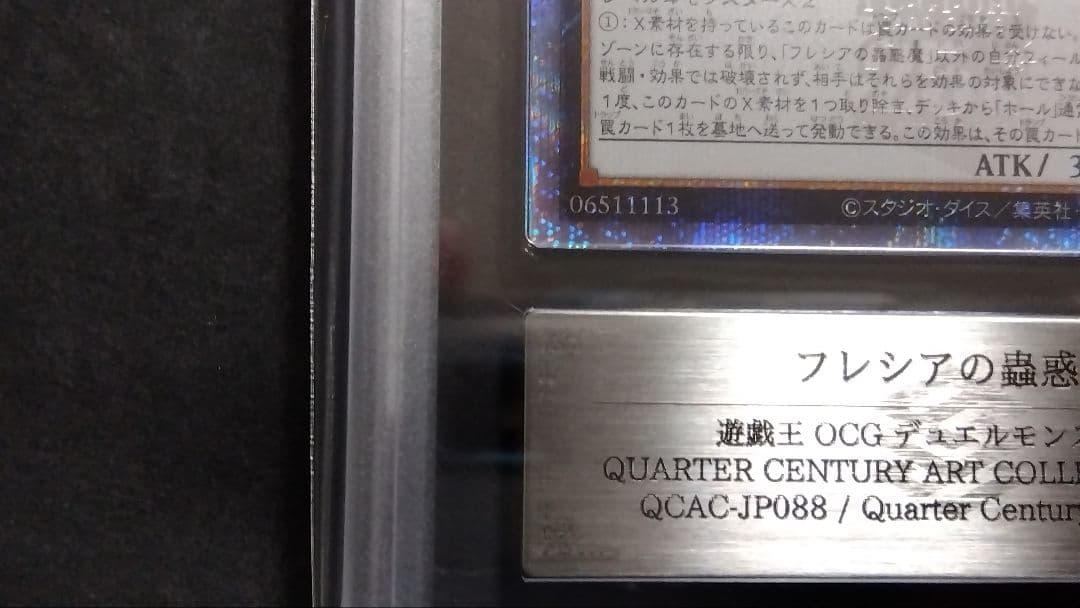 ①：X素材を持っているこのカードは罠カードの効果を受けない。
ゾーンに存在する限り、「フレシアの蟲惑魔」以外の自分フィール
戦闘・効果では破壊されず、相手はそれらを効果の対象にできな
1度、このカードのX素材を1つ取り除き、デッキから「ホール」通
罠カード1枚を墓地へ送って発動できる。この効果は、その罠カー
ATK/ 3
06511113
©スタジオ・ダイス／集英社・
フレシアの蟲惑
遊戯王 OCG デュエルモン
QUARTER CENTURY ART COLL
QCAC-JP088 / Quarter Centur